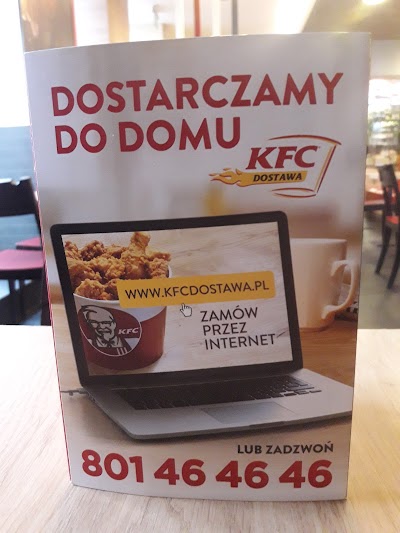 DOSTARCZAMY
DO DOMU
KFC
DOSTAWA
WWW.KFCDOSTAWA.PL
ZAMÓW
PRZEZ
INTERNET
KFC
LUB ZADZWOŃ
801 46 46 46